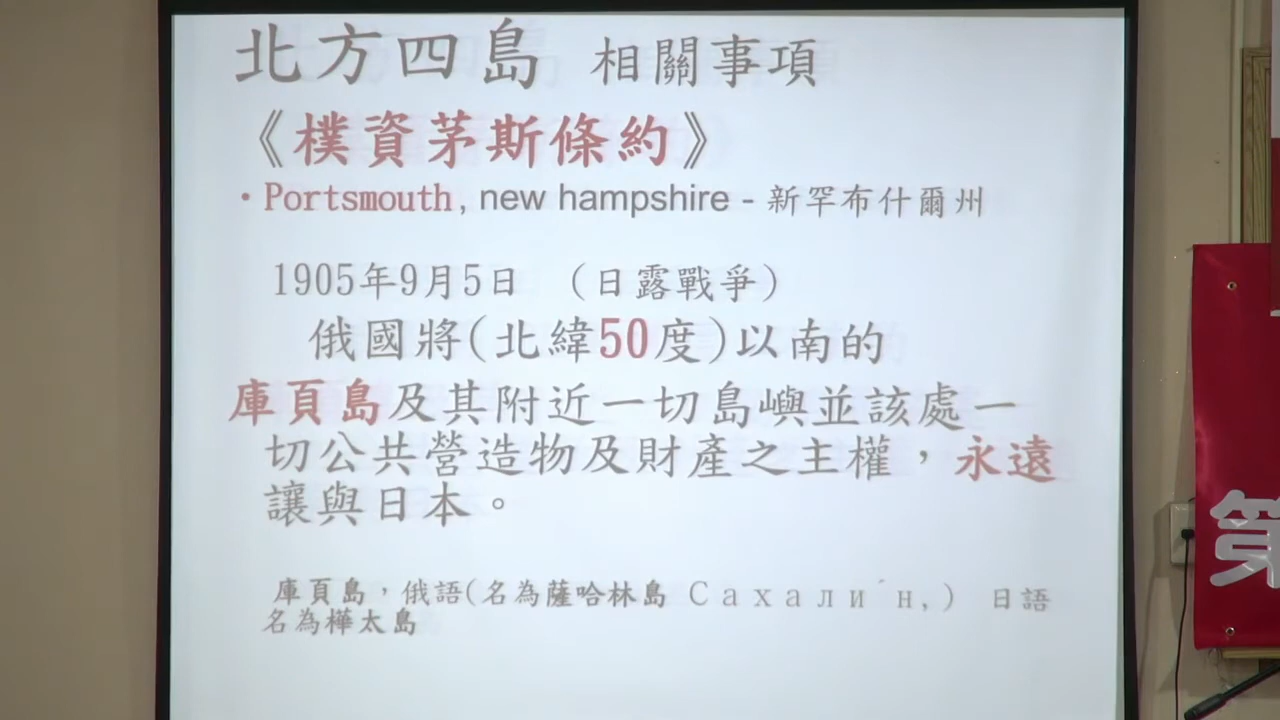 北方四島 相關事項
《樸資茅斯條約》
・Portsmouth, new hampshire - 新罕布什爾州
1905年9月5日 (日露戰爭)
俄國將(北緯50度)以南的
庫頁島及其附近一切島嶼並該處一
切公共營造物及財產之主權，永遠
讓與日本。
庫頁島，俄語(名為薩哈林島 Сахали´н,) 日語
名為樺太島
第